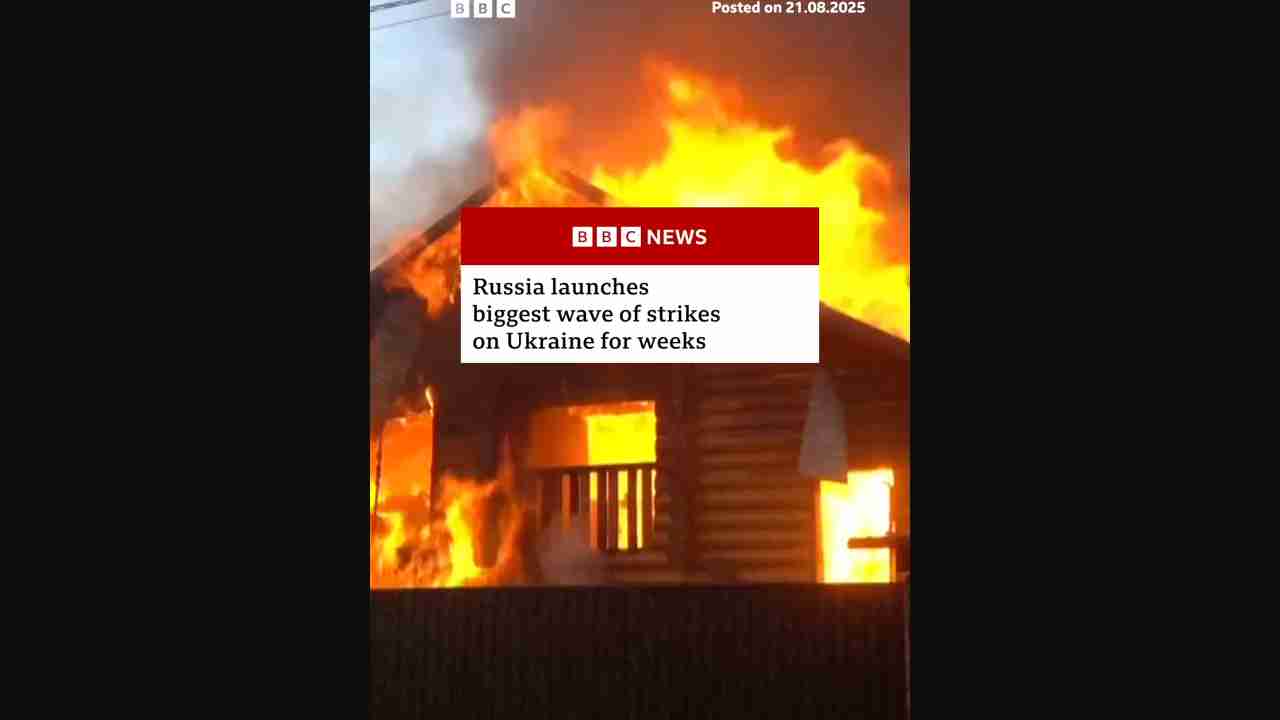 BBC
Posted on 21.08.2025
BBC NEWS
Russia launches
biggest wave of strikes
on Ukraine for weeks